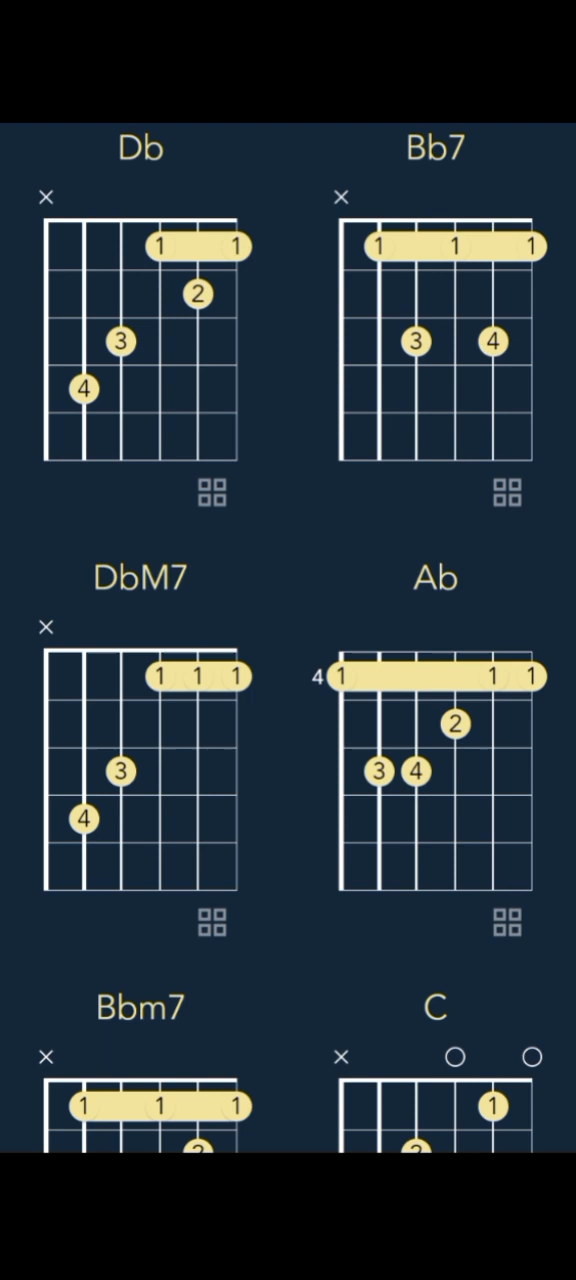 Db Bb7
× ×
1 1 1 1 1
2
3 3 4
4
DbM7 Ab
×
1 1 1 4 1 1 1
2
3 3 4
4
Bbm7 C
× × ○ ○
1 1 1 1